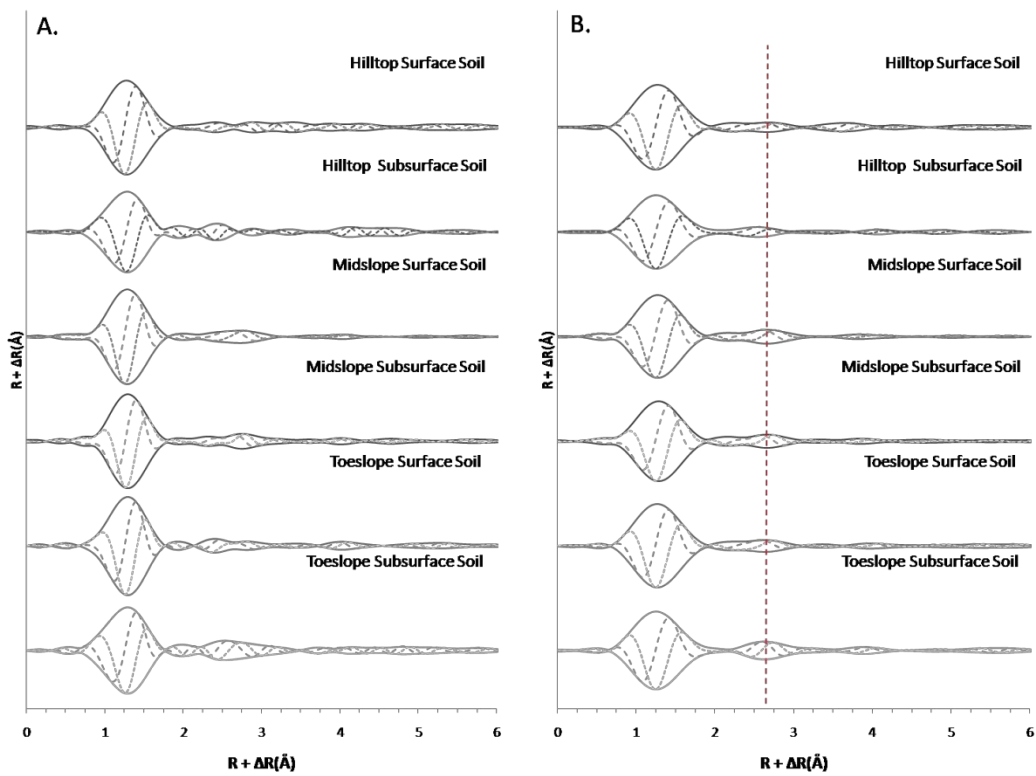 A.
Hilltop Surface Soil
Hilltop  Subsurface Soil
Midslope Surface Soil
Midslope Subsurface Soil
Toeslope Surface Soil
Toeslope Subsurface Soil
R + ΔR(Å)
0 1 2 3 4 5 6
R + ΔR(Å)
B.
Hilltop Surface Soil
Hilltop  Subsurface Soil
Midslope Surface Soil
Midslope Subsurface Soil
Toeslope Surface Soil
Toeslope Subsurface Soil
R + ΔR(Å)
0 1 2 3 4 5 6
R + ΔR(Å)